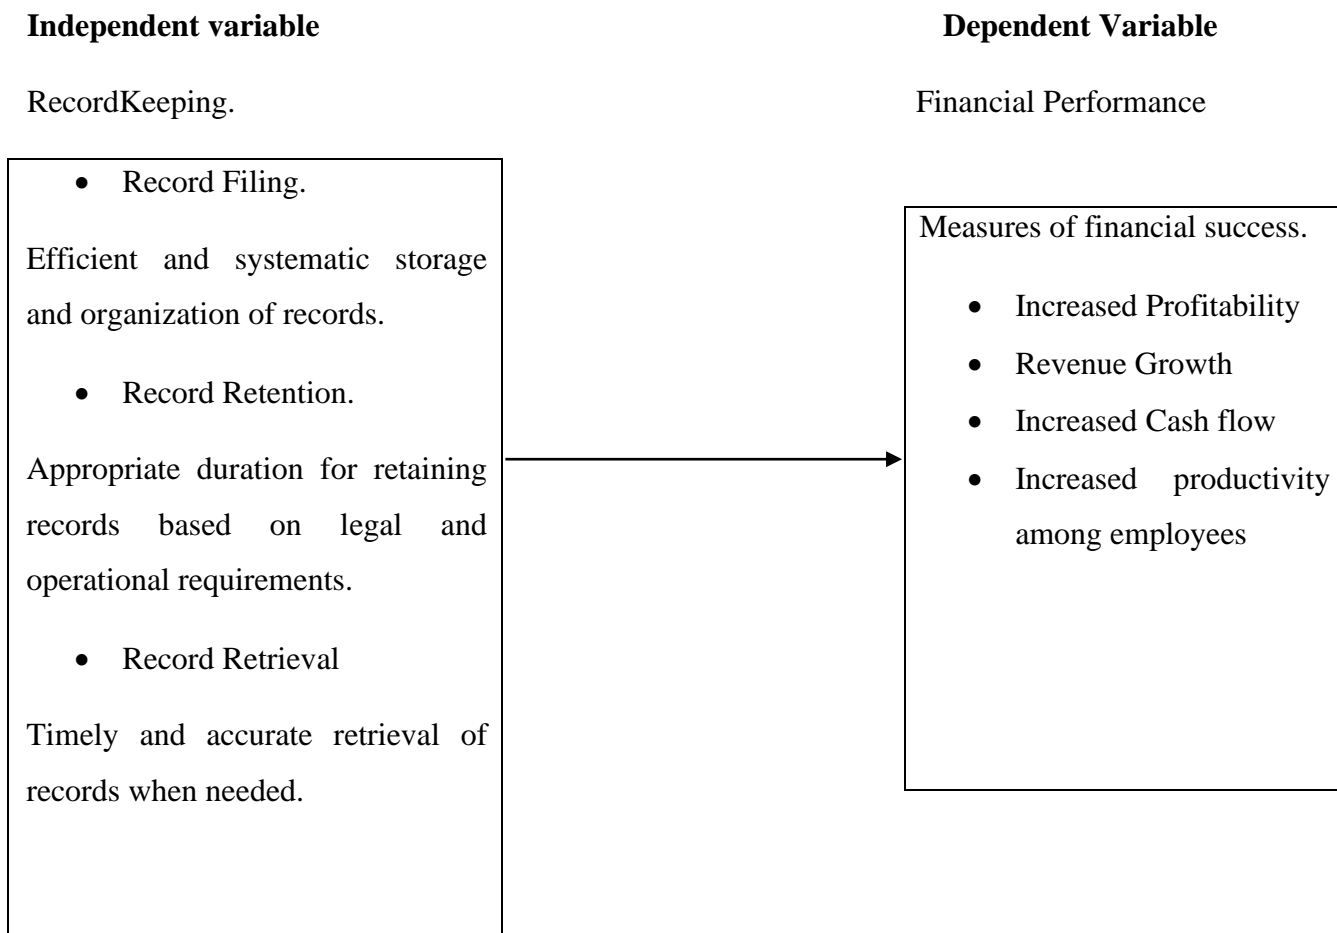 Independent variable
Dependent Variable
RecordKeeping.
Financial Performance
• Record Filing.
Efficient and systematic storage
and organization of records.
• Record Retention.
Appropriate duration for retaining
records based on legal and
operational requirements.
• Record Retrieval
Timely and accurate retrieval of
records when needed.
Measures of financial success.
• Increased Profitability
• Revenue Growth
• Increased Cash flow
• Increased productivity
among employees